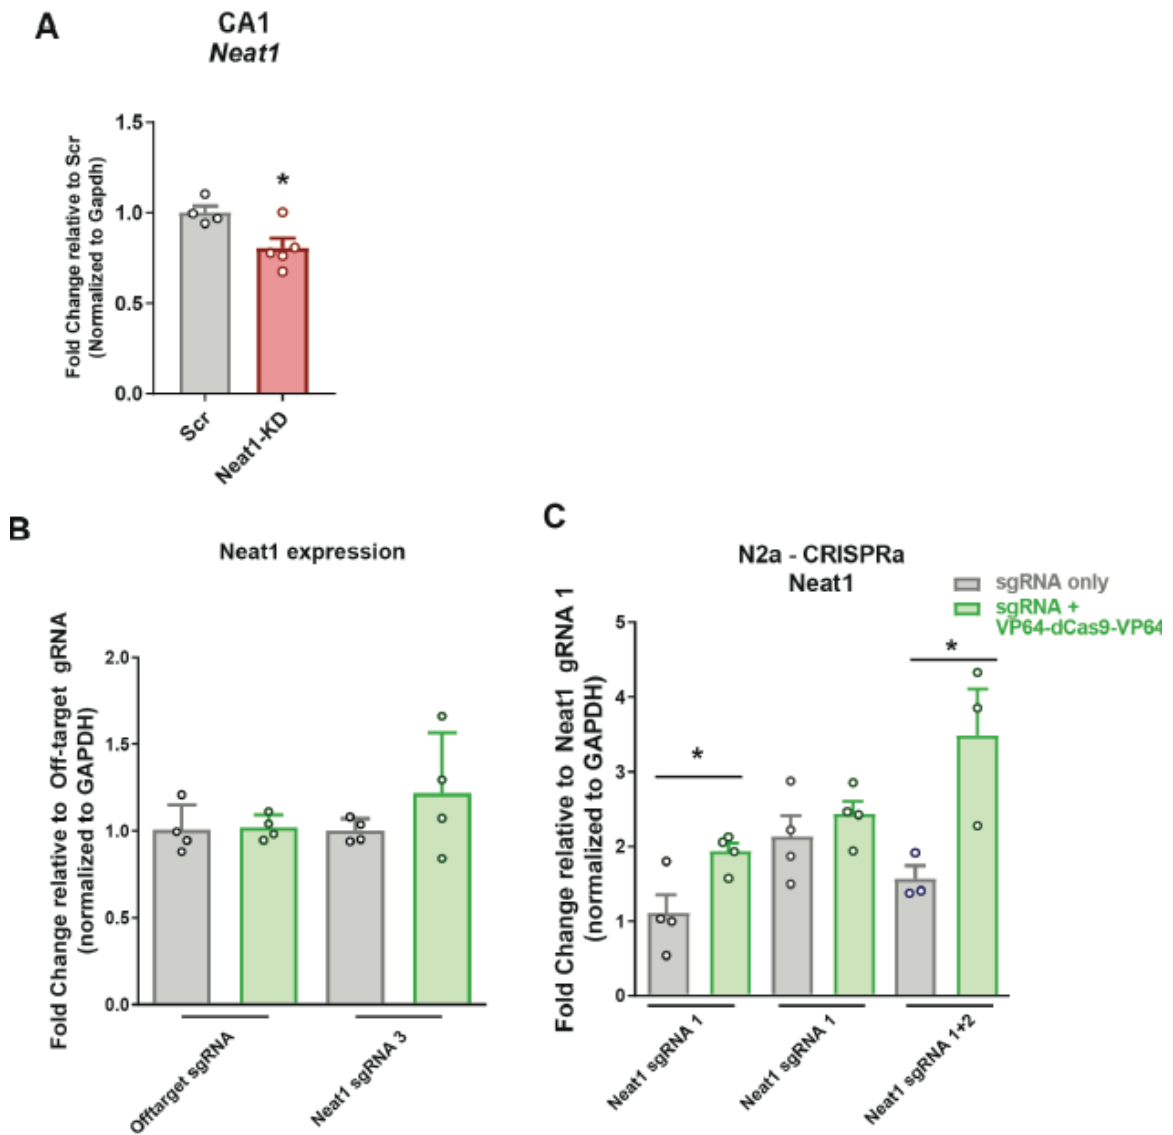 A
CA1
Neat1
Fold Change relative to Scr
(Normalized to Gapdh)
1.5
1.0
0.5
0.0
*
Scr
Neat1-KD
B
Neat1 expression
Fold Change relative to Off-target gRNA
(normalized to GAPDH)
2.0
1.5
1.0
0.5
0.0
Offtarget sgRNA
Neat1 sgRNA 3
C
N2a - CRISPRa
Neat1
sgRNA only
sgRNA +
VP64-dCas9-VP64
Fold Change relative to Neat1 gRNA 1
(normalized to GAPDH)
5
4
3
2
1
0
*
*
Neat1 sgRNA 1
Neat1 sgRNA 1
Neat1 sgRNA 1+2